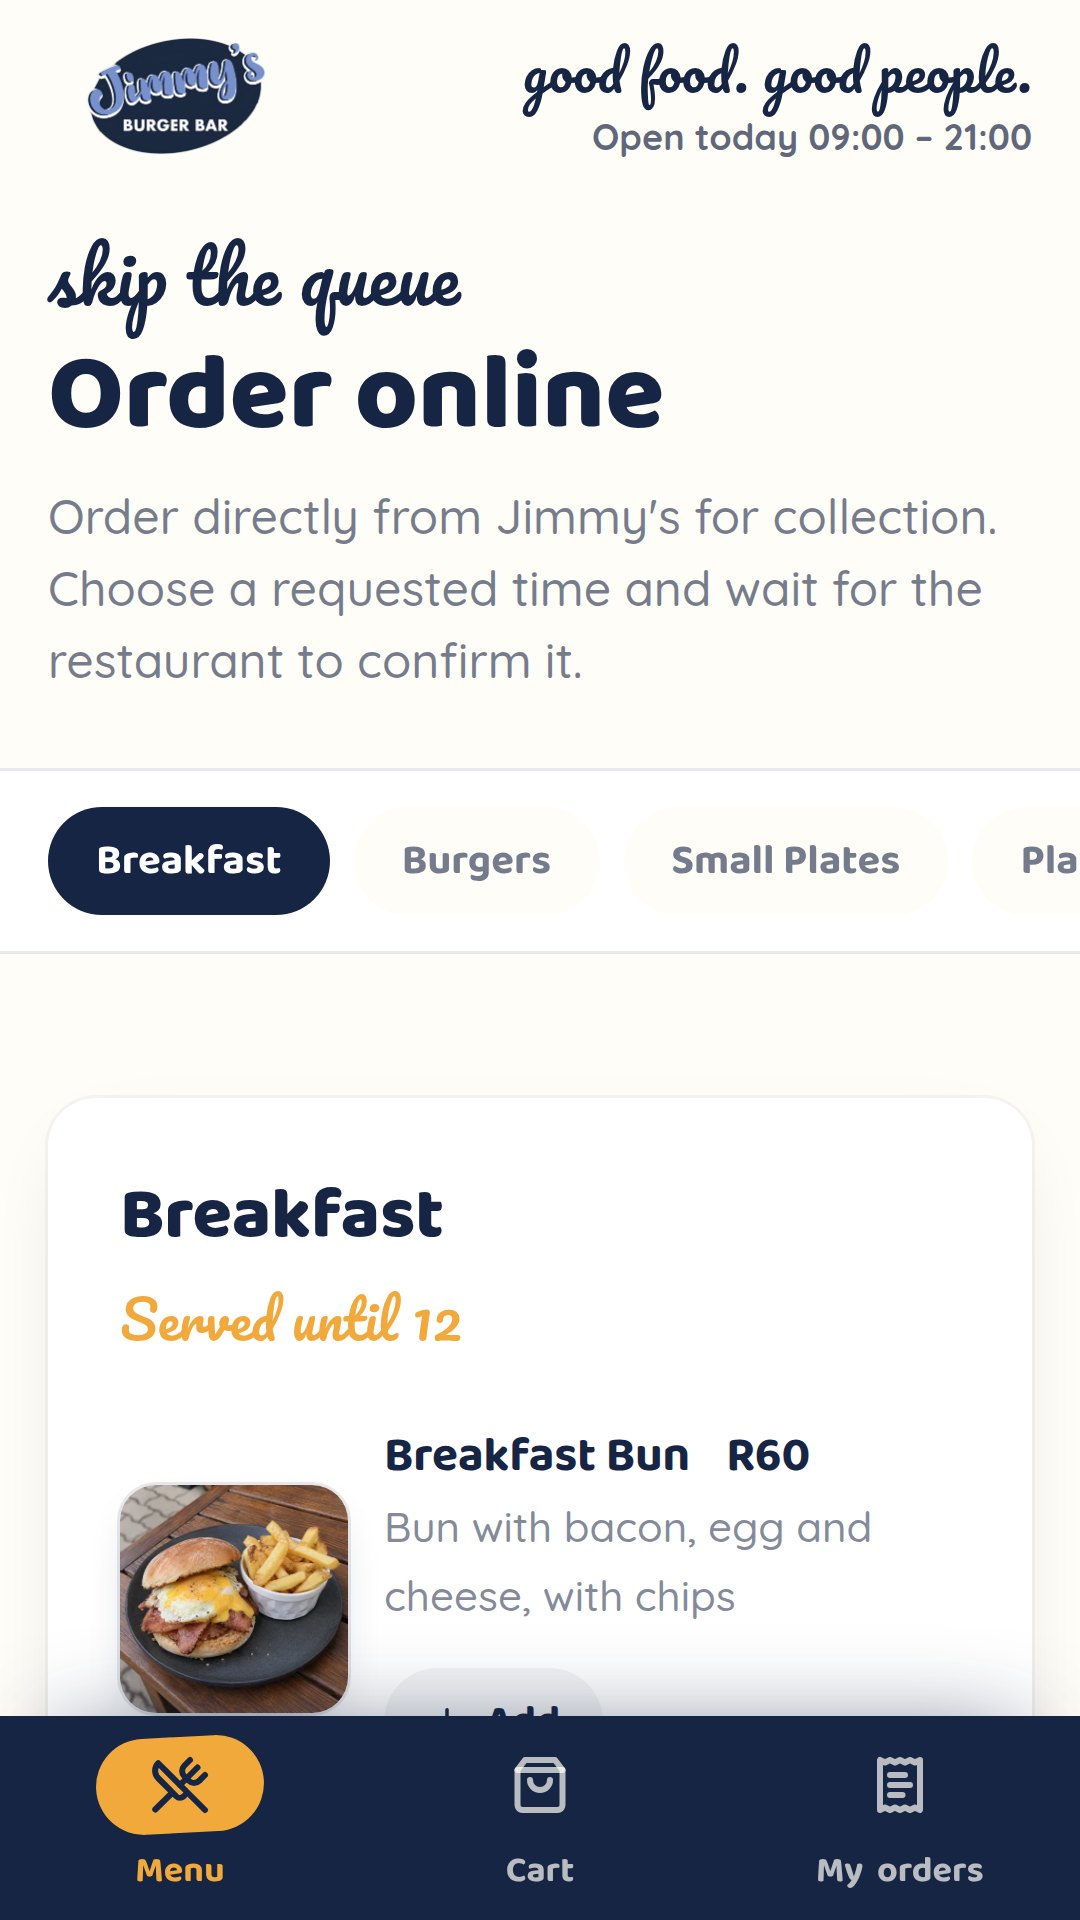 Jimmy's
BURGER BAR
good food. good people.
Open today 09:00 – 21:00
skip the queue
Order online
Order directly from Jimmy's for collection.
Choose a requested time and wait for the
restaurant to confirm it.
Breakfast
Burgers
Small Plates
Pla
Breakfast
Served until 12
Breakfast Bun R60
Bun with bacon, egg and
cheese, with chips
+ Add
Menu
Cart
My orders